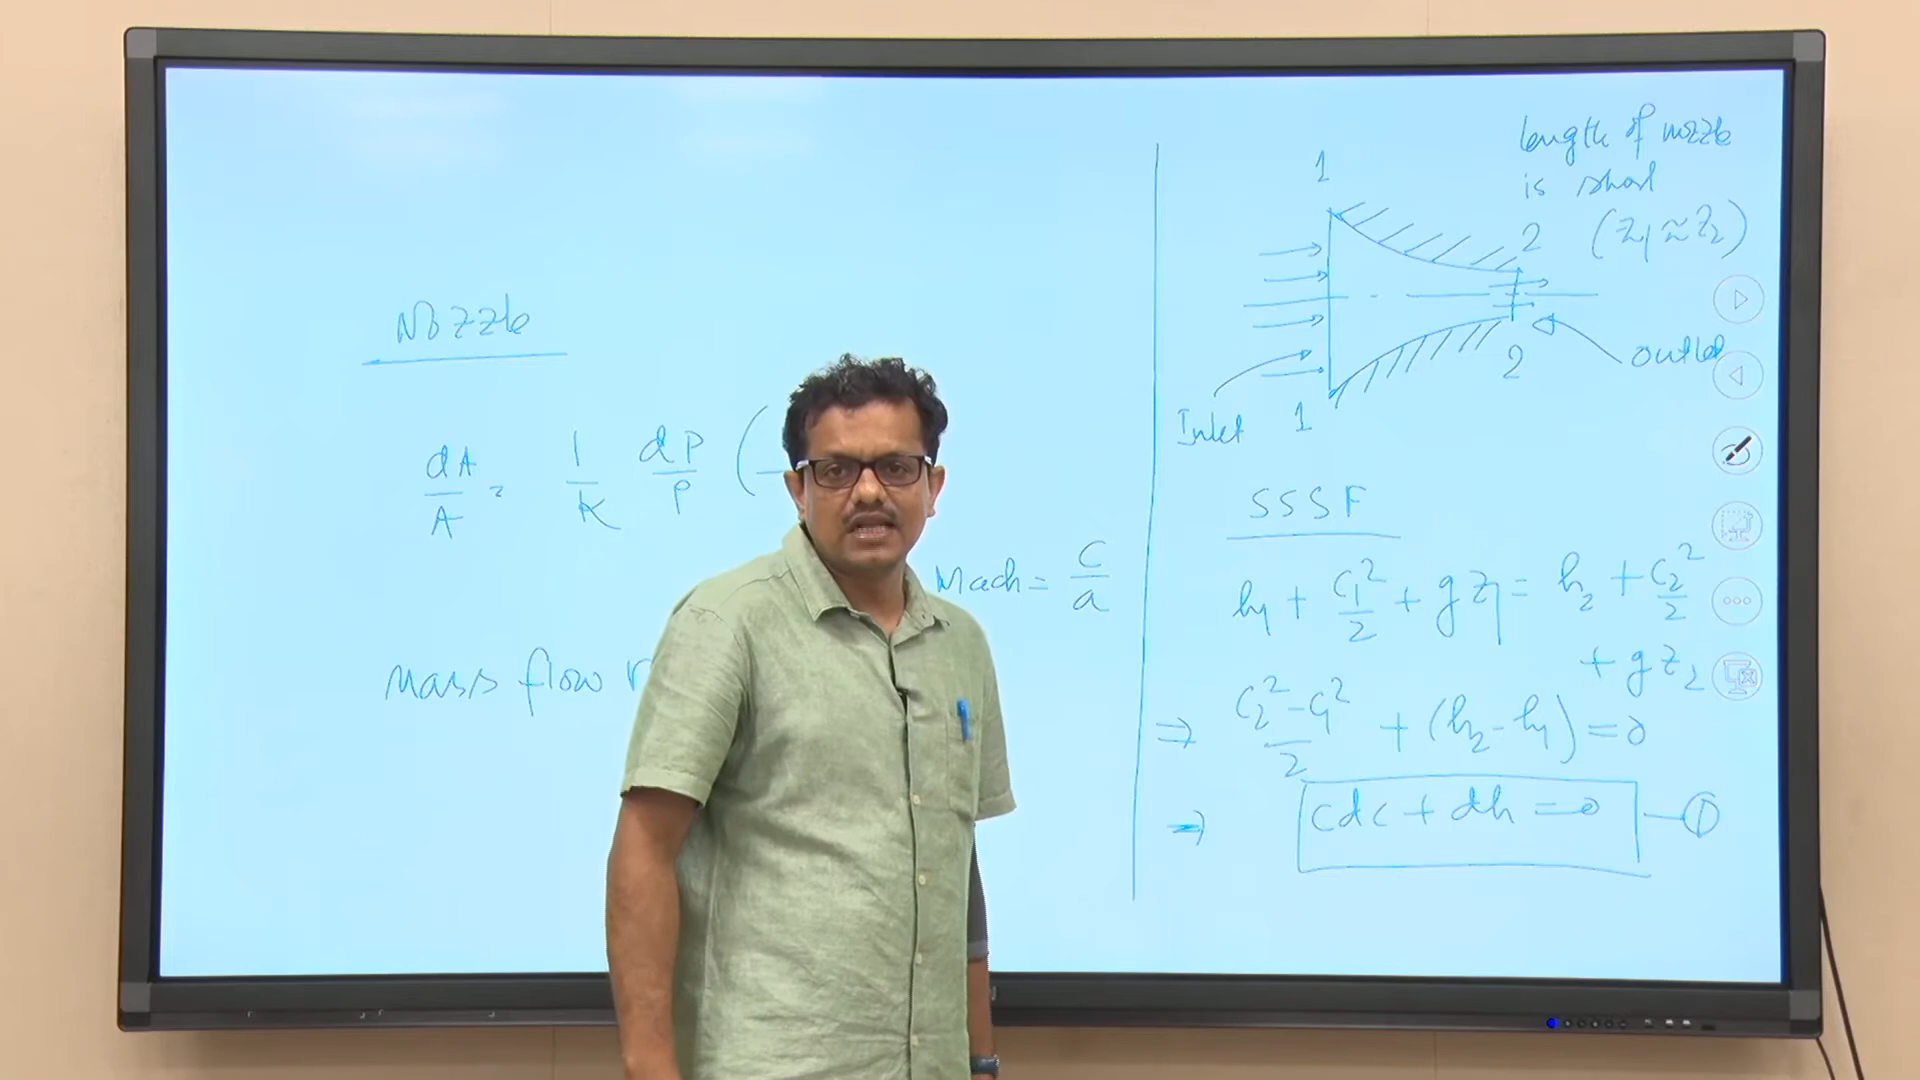 Nozzle
dA/A = 1/K dP/P (
Mach = C/a
mass flow
length of nozzle
is short
(Z1 ≈ Z2)
1
2
2
outlet
Inlet 1
SSSF
h1 + C1²/2 + gZ1 = h2 + C2²/2
+ gZ2
⇒ C2² - C1²/2 + (h2 - h1) = 0
⇒ cdc + dh = 0 — ①